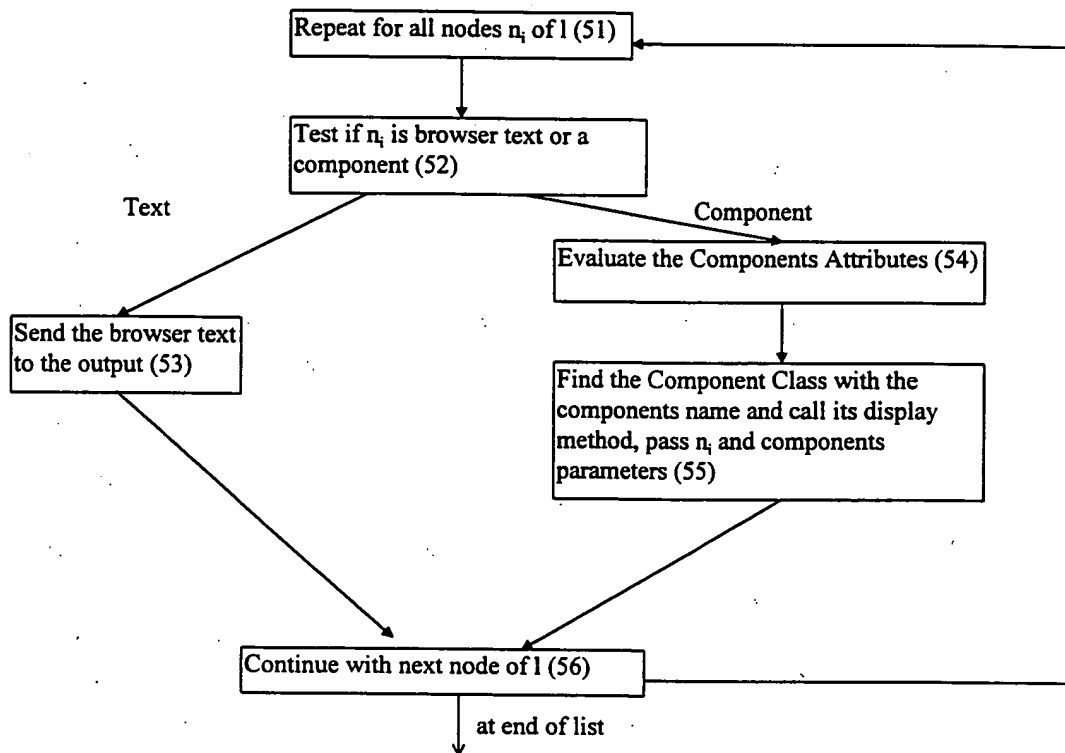 Repeat for all nodes nᵢ of l (51)
Test if nᵢ is browser text or a
component (52)
Text
Component
Evaluate the Components Attributes (54)
Send the browser text
to the output (53)
Find the Component Class with the
components name and call its display
method, pass nᵢ and components
parameters (55)
Continue with next node of l (56)
at end of list